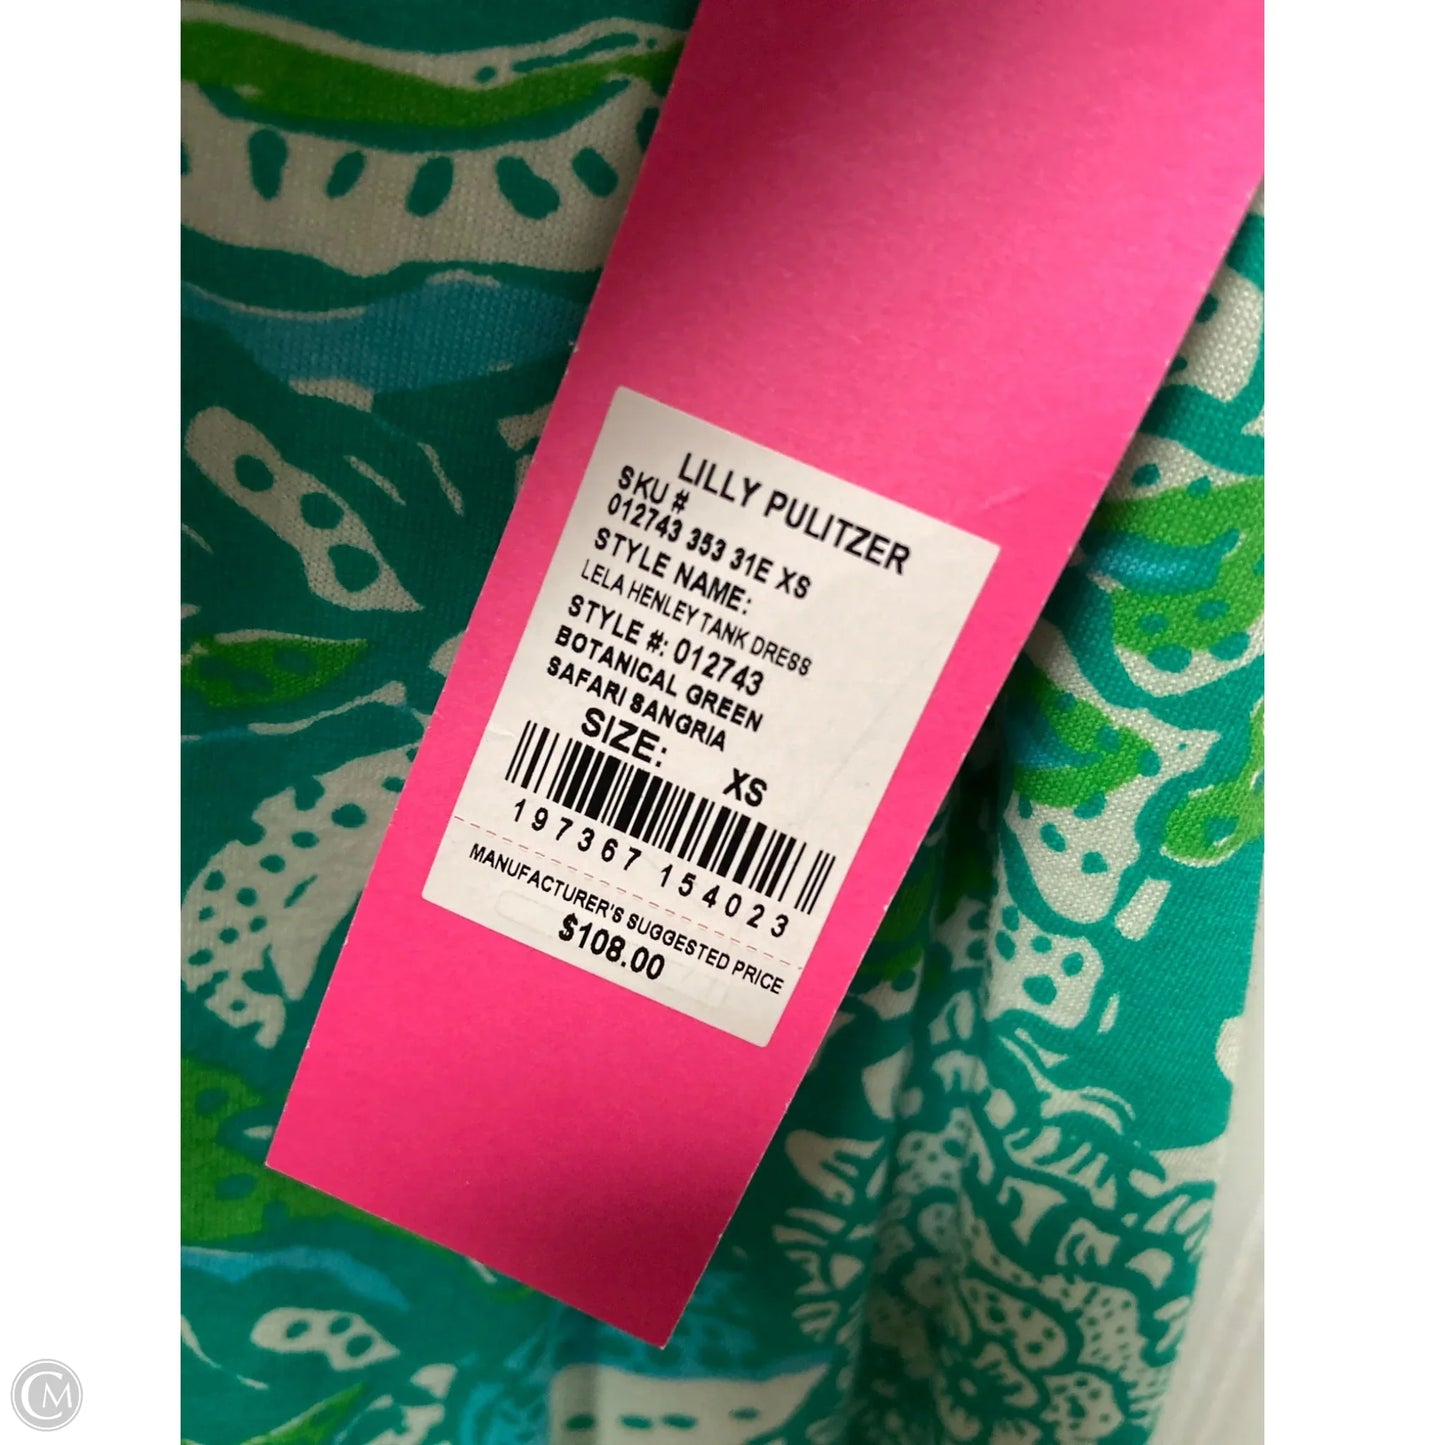 LILLY PULITZER
SKU #
012743 353 31E XS
STYLE NAME:
LELA HENLEY TANK DRESS
STYLE #: 012743
BOTANICAL GREEN
SAFARI SANGRIA
SIZE: XS
197367 154023
MANUFACTURER'S SUGGESTED PRICE
$108.00
CM